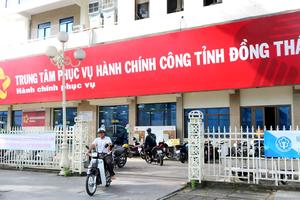 TRUNG TÂM PHỤC VỤ HÀNH CHÍNH CÔNG TỈNH ĐỒNG THÁ
Hành chính phục vụ